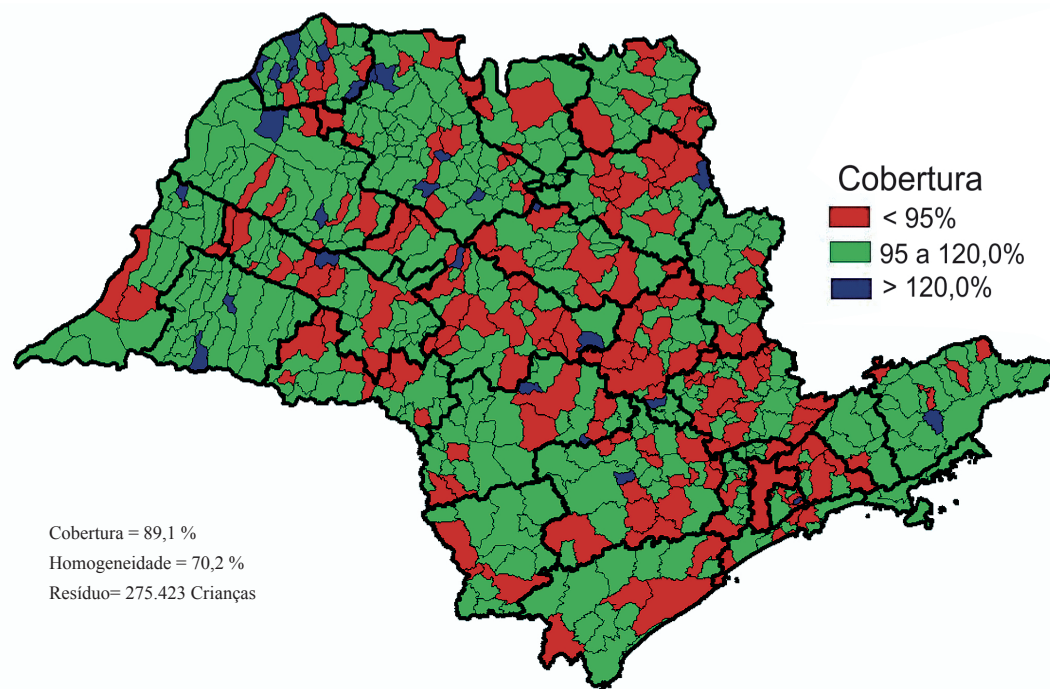 Cobertura
< 95%
95 a 120,0%
> 120,0%
Cobertura = 89,1 %
Homogeneidade = 70,2 %
Resíduo= 275.423 Crianças